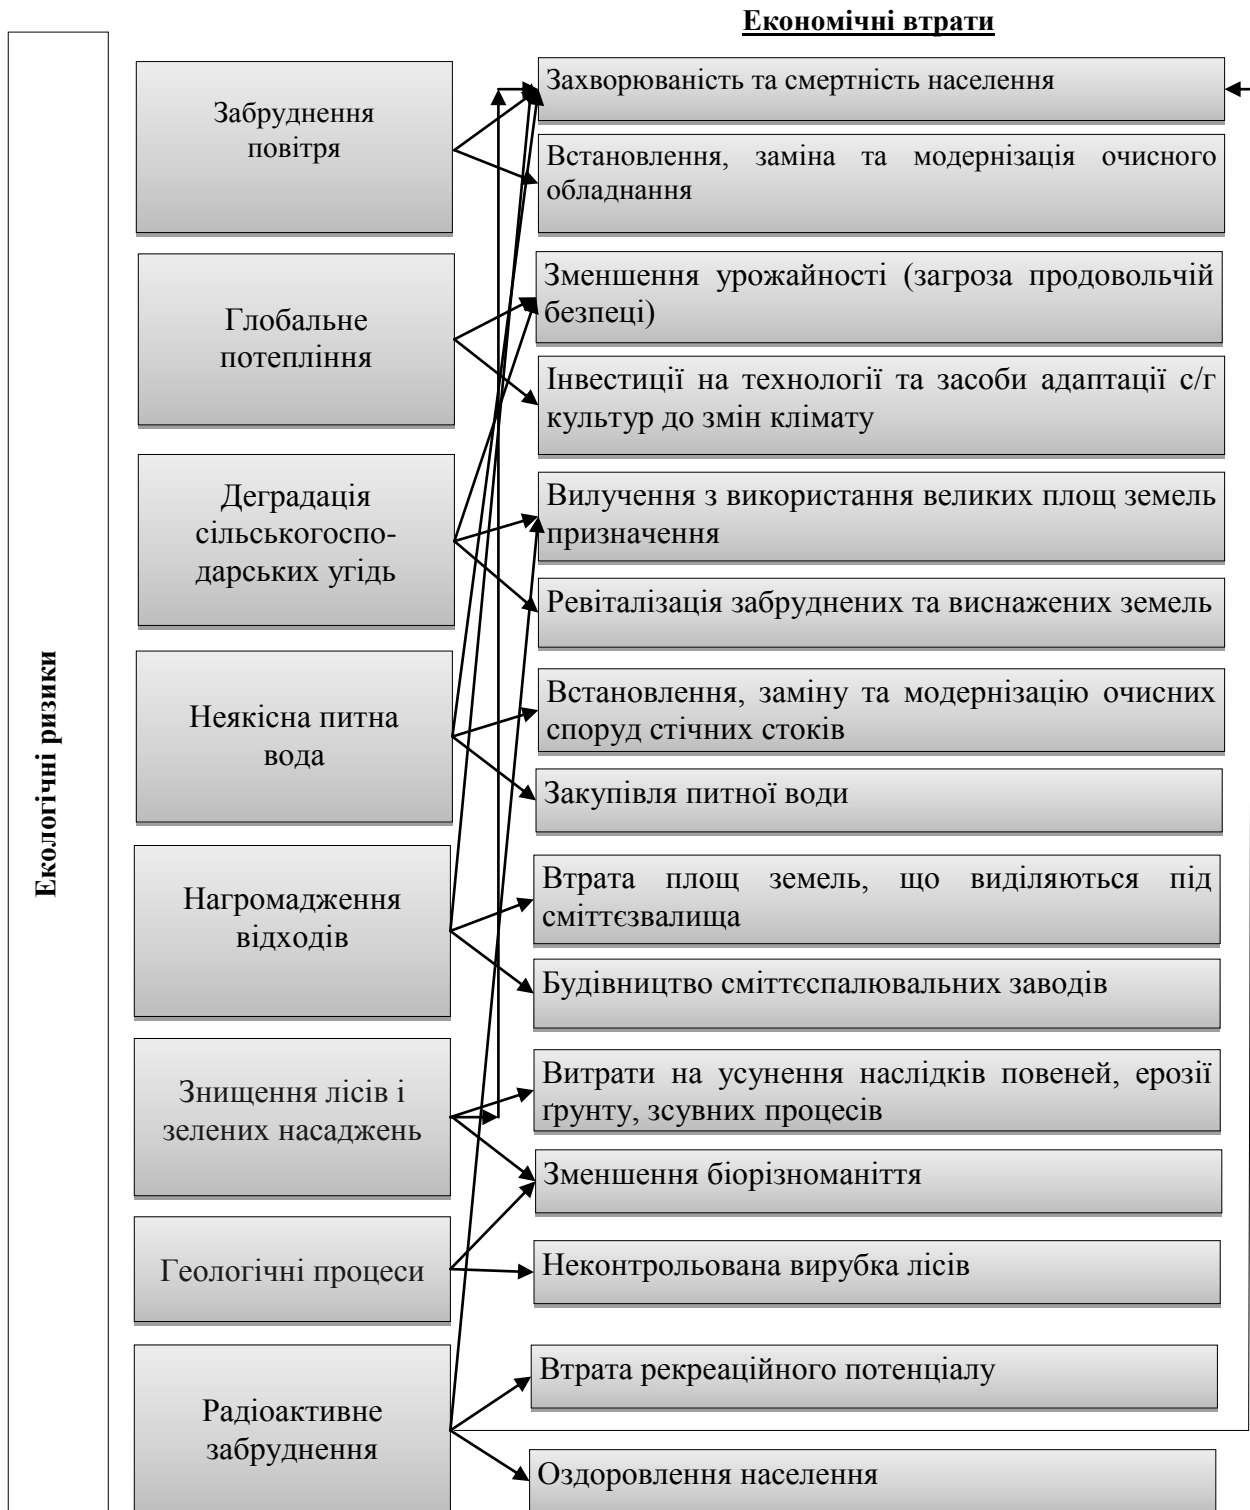 Економічні втрати
Екологічні ризики
Забруднення
повітря
Захворюваність та смертність населення
Встановлення, заміна та модернізація очисного
обладнання
Глобальне
потепління
Зменшення урожайності (загроза продовольчій
безпеці)
Інвестиції на технології та засоби адаптації с/г
культур до змін клімату
Деградація
сільськогоспо-
дарських угідь
Вилучення з використання великих площ земель
призначення
Ревіталізація забруднених та виснажених земель
Неякісна питна
вода
Встановлення, заміну та модернізацію очисних
споруд стічних стоків
Закупівля питної води
Нагромадження
відходів
Втрата площ земель, що виділяються під
сміттєзвалища
Будівництво сміттєспалювальних заводів
Знищення лісів і
зелених насаджень
Витрати на усунення наслідків повеней, ерозії
ґрунту, зсувних процесів
Зменшення біорізноманіття
Геологічні процеси
Неконтрольована вирубка лісів
Радіоактивне
забруднення
Втрата рекреаційного потенціалу
Оздоровлення населення